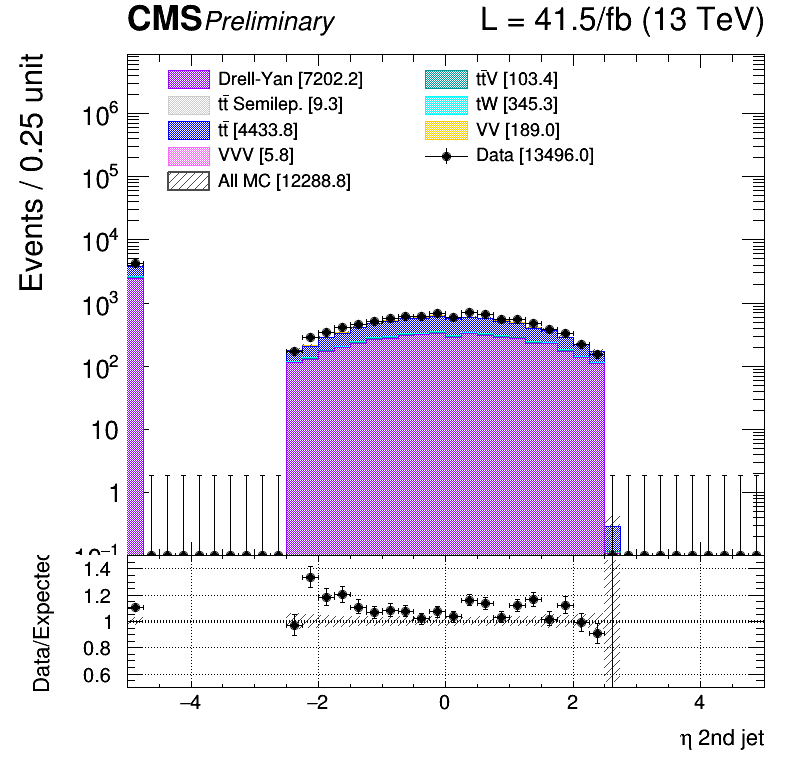 CMS Preliminary L = 41.5/fb (13 TeV)
Drell-Yan [7202.2]
tt̄ Semilep. [9.3]
tt̄ [4433.8]
VVV [5.8]
All MC [12288.8]
tt̄V [103.4]
tW [345.3]
VV [189.0]
Data [13496.0]
Events / 0.25 unit
10⁶
10⁵
10⁴
10³
10²
10
1
10⁻¹
Data/Expected
1.4
1.2
1
0.8
0.6
−4 −2 0 2 4
η 2nd jet